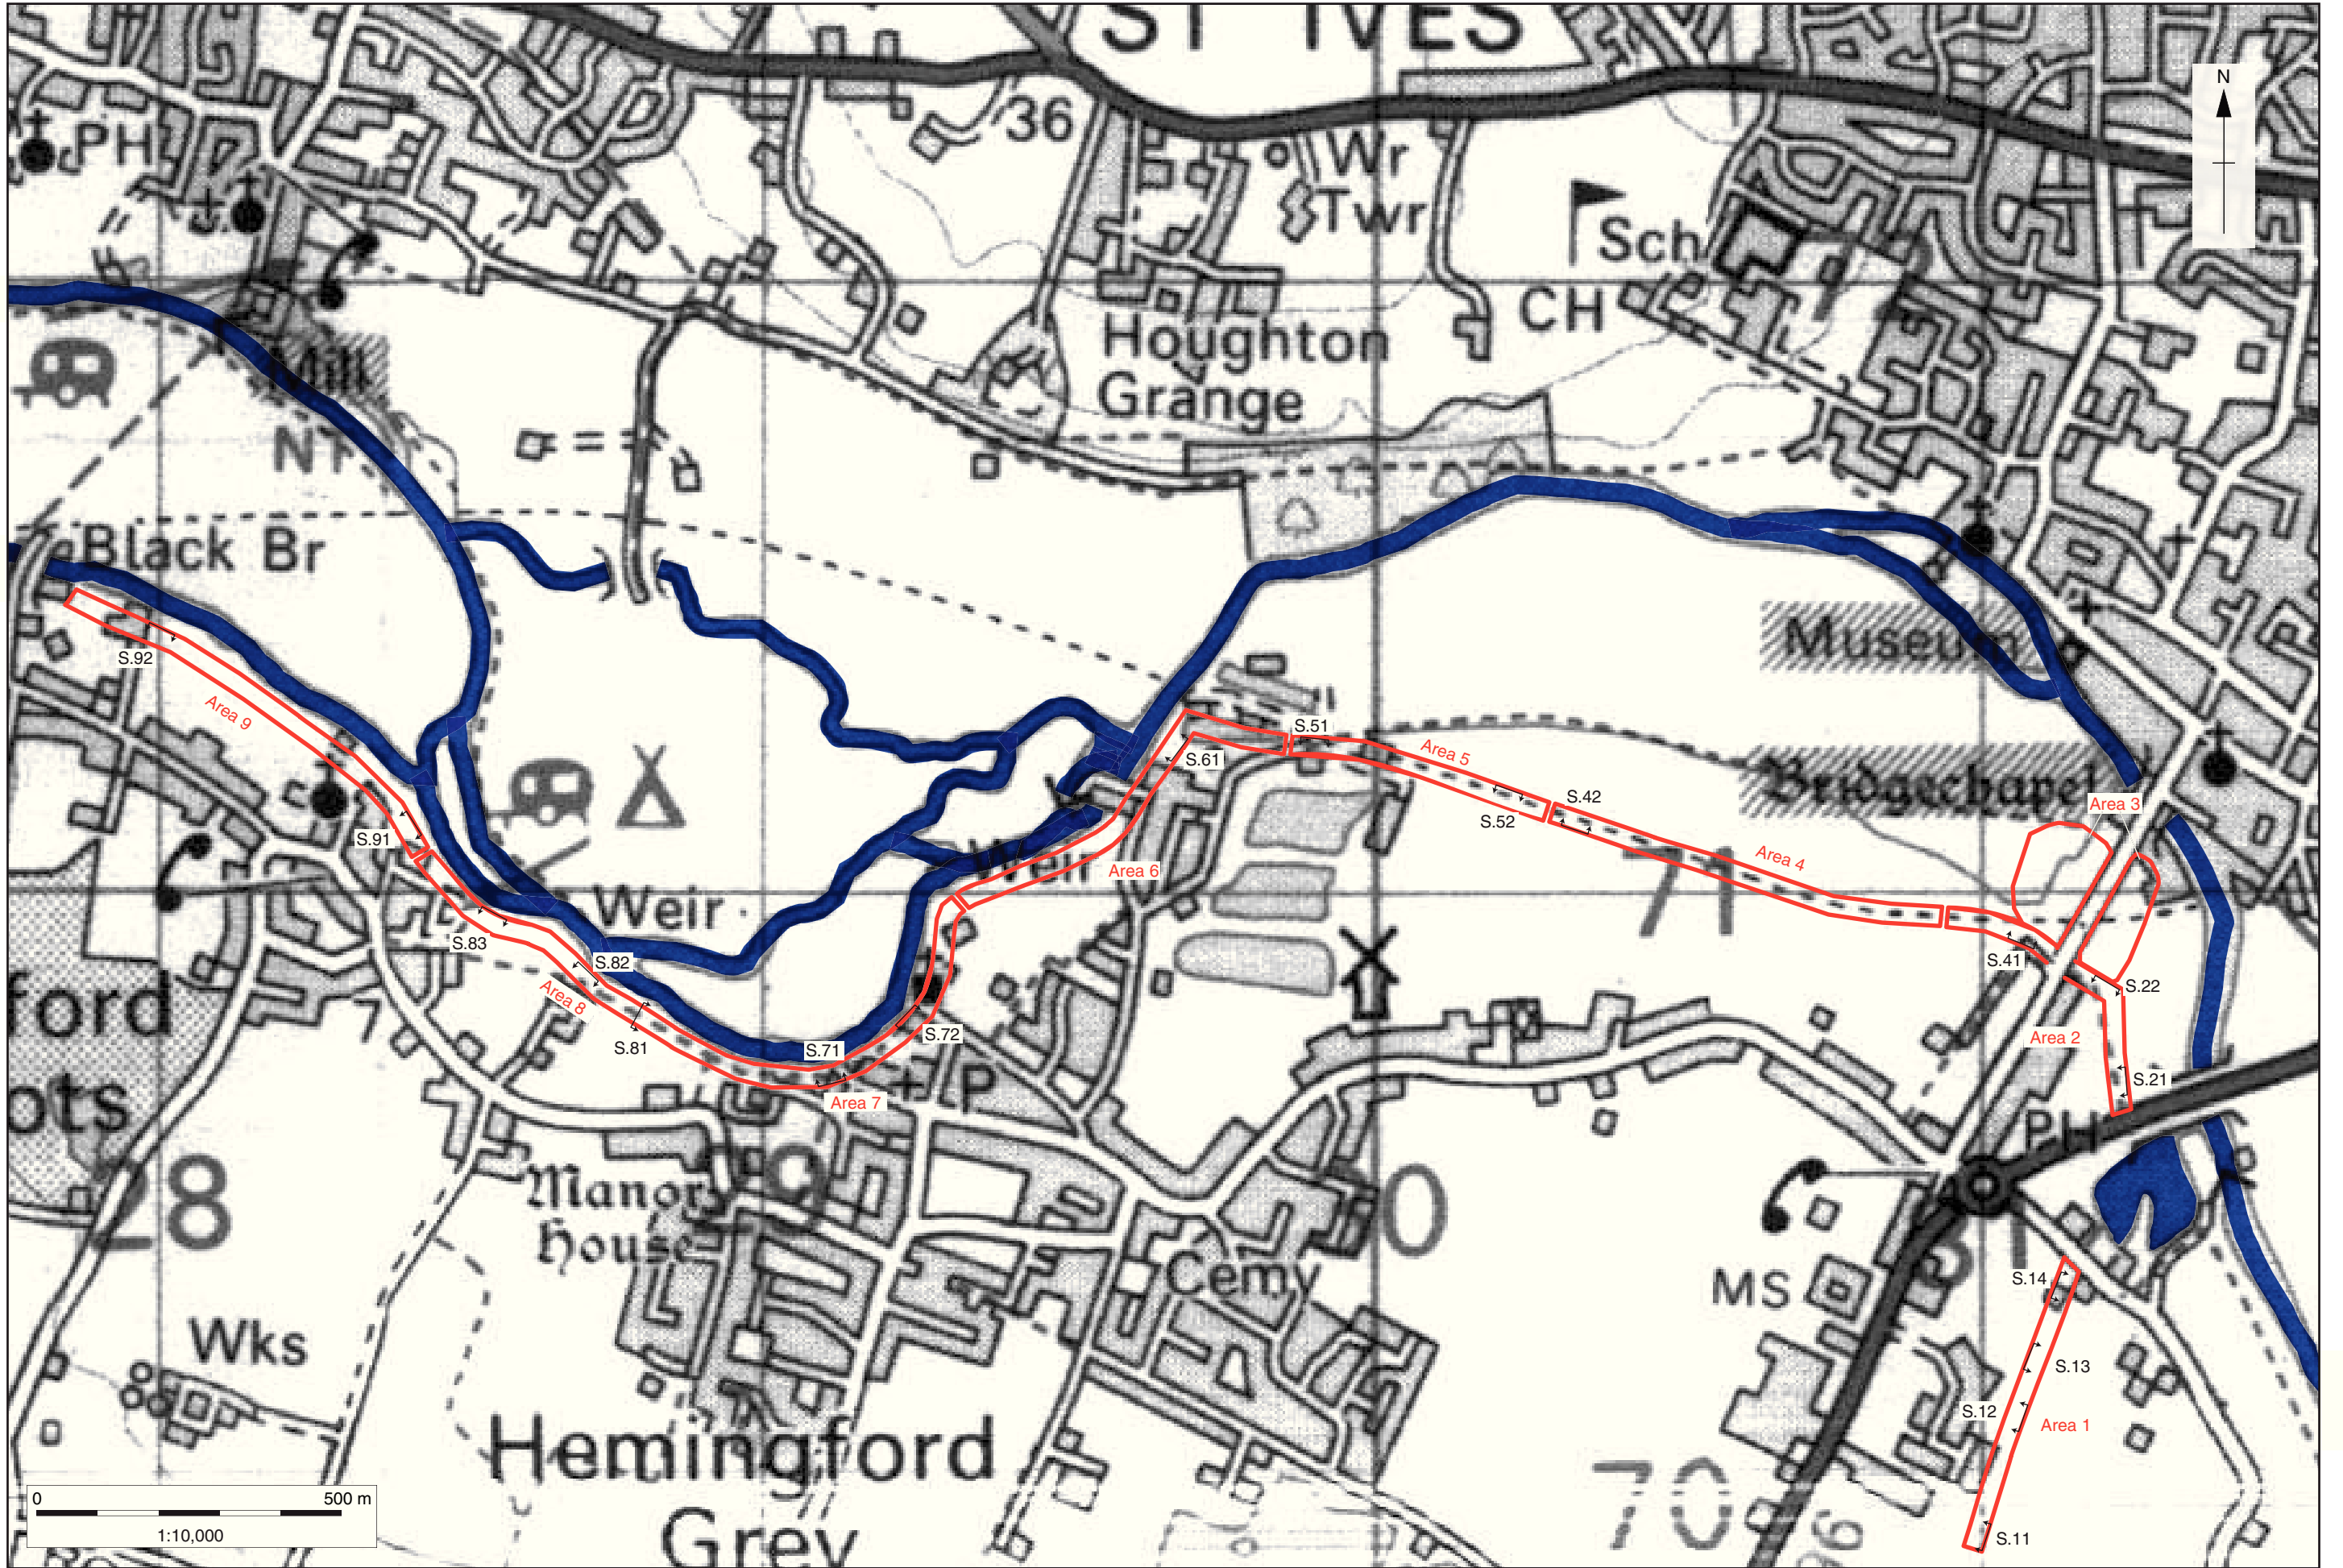 ST IVES
N
PH
36
Wr
Twr
Sch
CH
Houghton
Grange
Mill
NT
Black Br
Museum
S.92
Area 9
S.51
Area 5
S.61
S.42
S.52
Bridgechapel
Area 3
S.91
Area 4
Area 6
Weir
Weir
71
S.83
S.82
S.41
S.22
Area 8
ford
S.72
S.81
S.71
Area 2
S.21
ots
P
Area 7
PH
28
Manor
House
0
Cemy
MS
S.14
Wks
S.13
S.12
Area 1
Hemingford
Grey
70
S.11
0 500 m
1:10,000